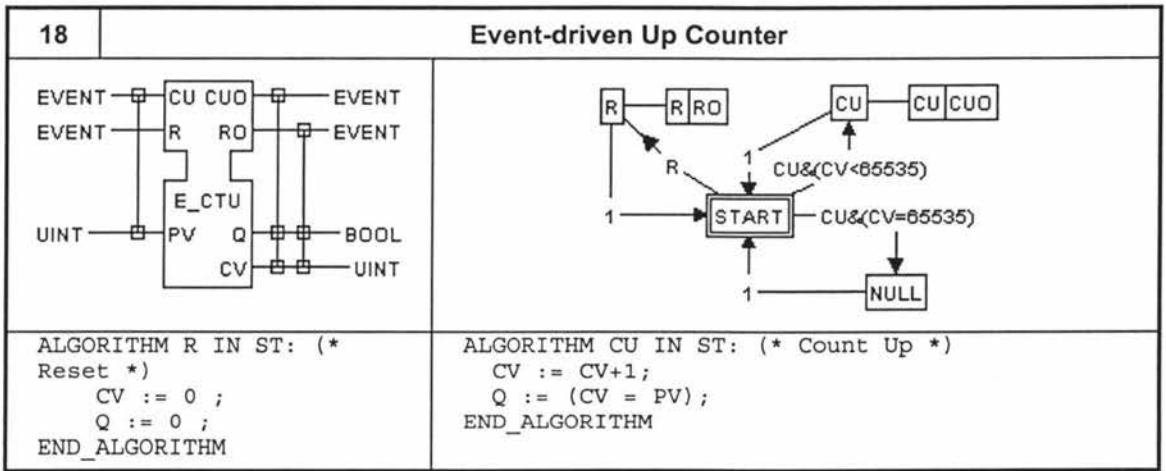 18
Event-driven Up Counter
EVENT CU CUO EVENT
EVENT R RO EVENT
E_CTU
UINT PV Q BOOL
CV UINT
R R RO CU CU CUO
1
R CU&(CV<65535)
1 START CU&(CV=65535)
1 NULL
ALGORITHM R IN ST: (*
Reset *)
CV := 0 ;
Q := 0 ;
END_ALGORITHM
ALGORITHM CU IN ST: (* Count Up *)
CV := CV+1;
Q := (CV = PV);
END_ALGORITHM